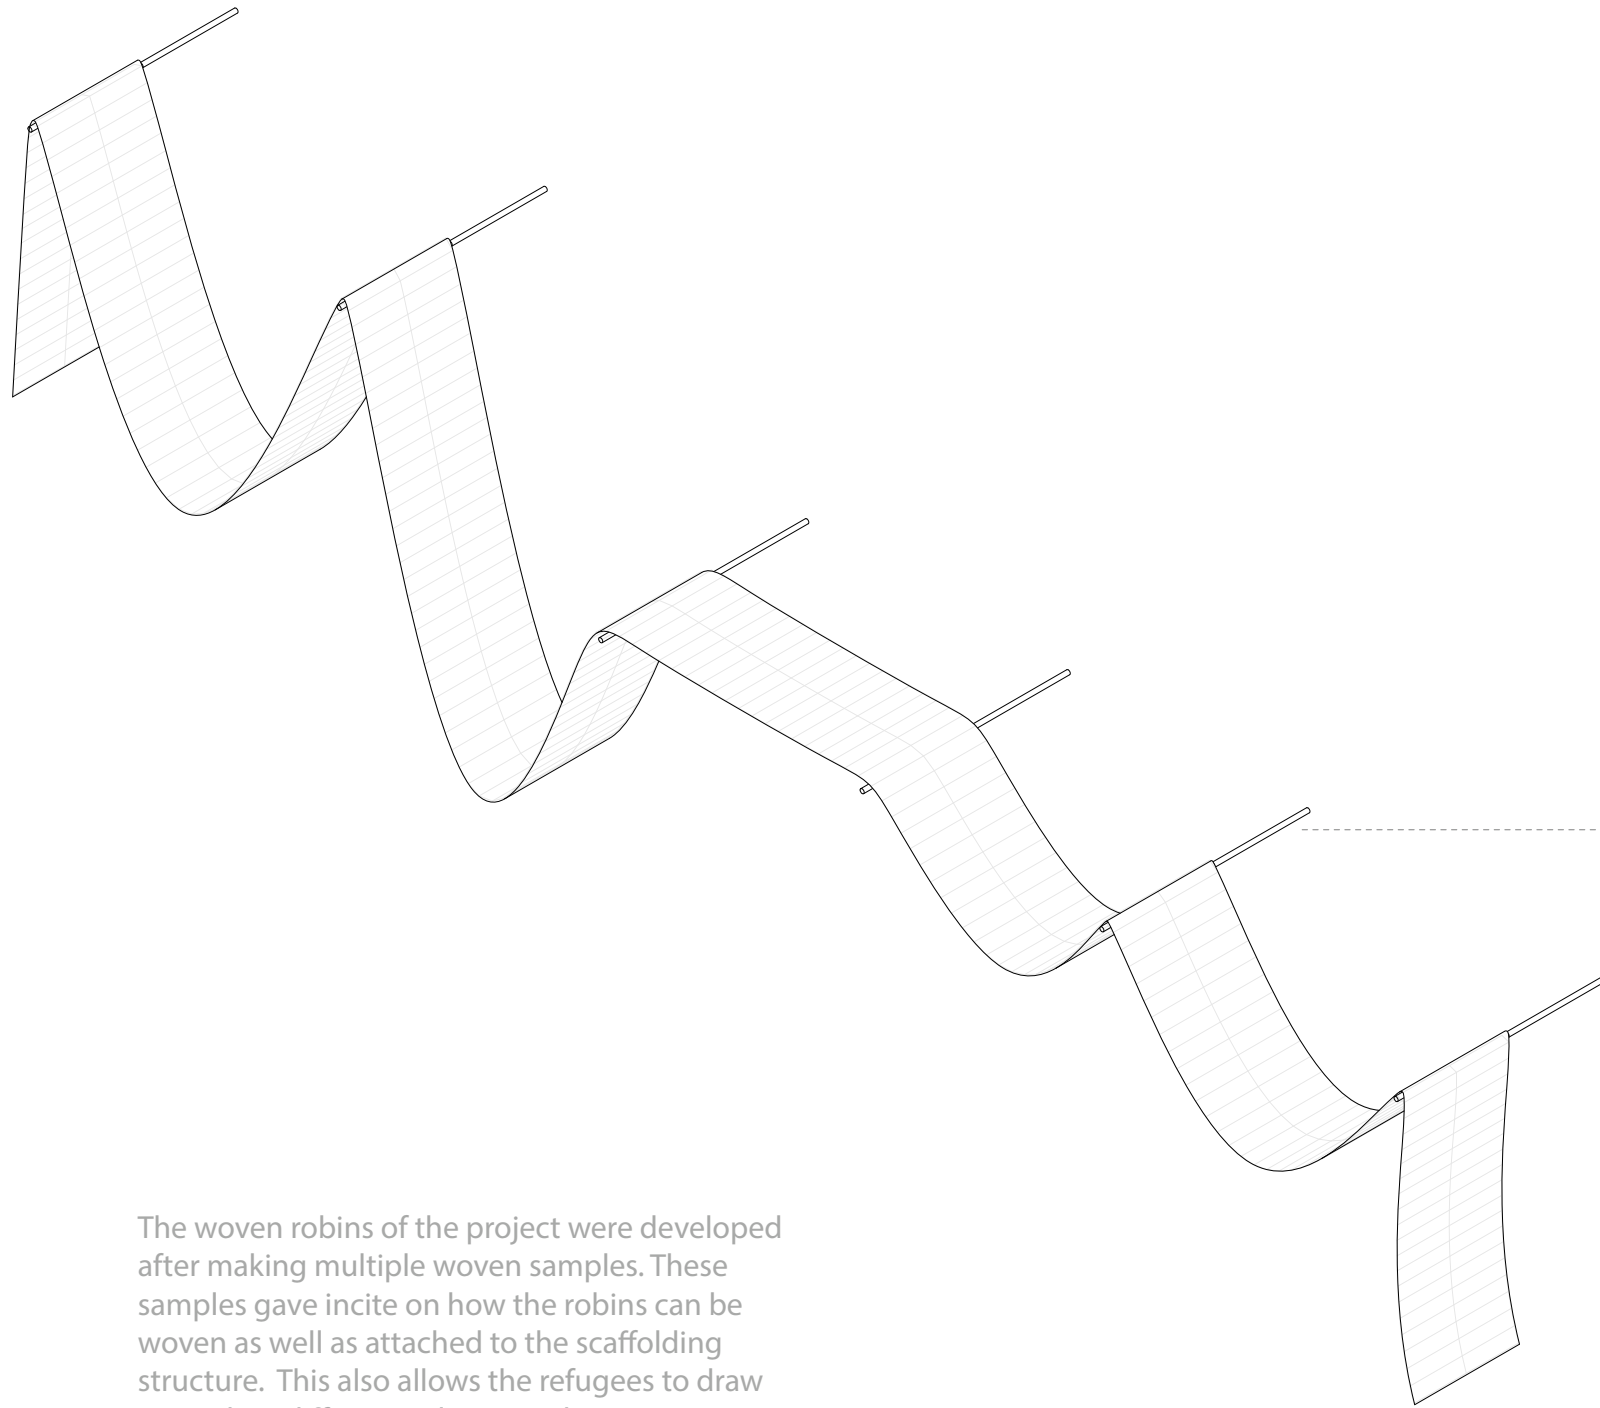 The woven robins of the project were developed
after making multiple woven samples. These
samples gave incite on how the robins can be
woven as well as attached to the scaffolding
structure.  This also allows the refugees to draw